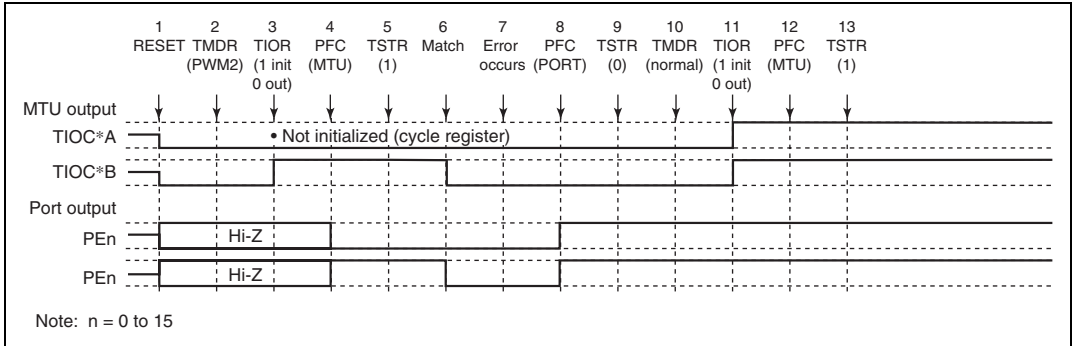 1 2 3 4 5 6 7 8 9 10 11 12 13
RESET TMDR TIOR PFC TSTR Match Error PFC TSTR TMDR TIOR PFC TSTR
(PWM2) (1 init (MTU) (1) occurs (PORT) (0) (normal) (1 init (MTU) (1)
0 out) 0 out)
MTU output
TIOC*A • Not initialized (cycle register)
TIOC*B
Port output
PEn Hi-Z
PEn Hi-Z
Note: n = 0 to 15